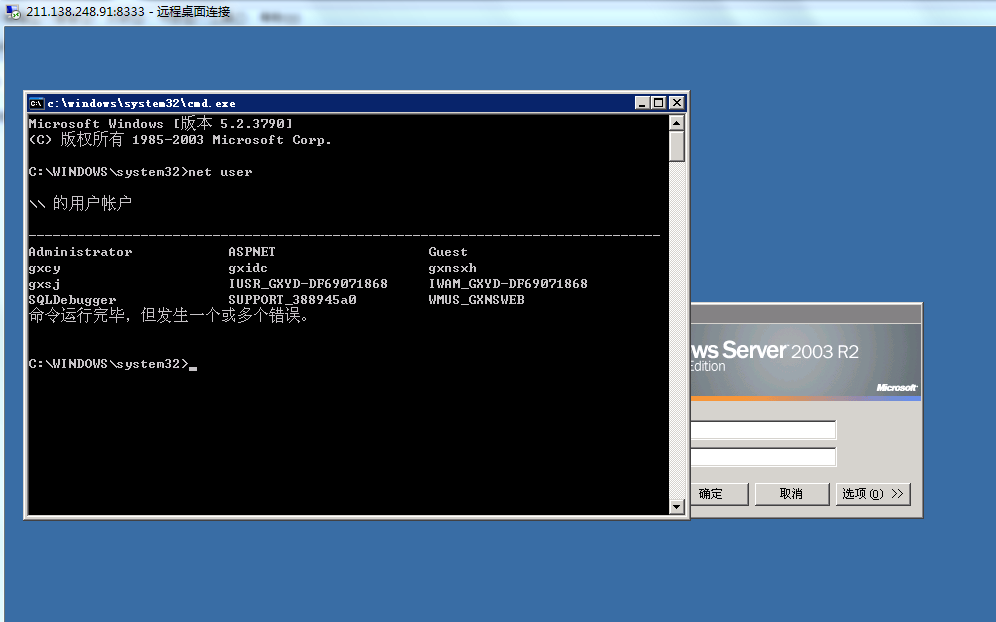 211.138.248.91:8333 - 远程桌面连接
c:\windows\system32\cmd.exe
Microsoft Windows [版本 5.2.3790]
(C) 版权所有 1985-2003 Microsoft Corp.
C:\WINDOWS\system32>net user
\\ 的用户帐户
-------------------------------------------------------------------------------
Administrator ASPNET Guest
gxcy gxidc gxnsxh
gxsj IUSR_GXYD-DF69071868 IWAM_GXYD-DF69071868
SQLDebugger SUPPORT_388945a0 WMUS_GXNSWEB
命令运行完毕，但发生一个或多个错误。
C:\WINDOWS\system32>
ws Server 2003 R2
Edition
Microsoft
确定 取消 选项(O) >>